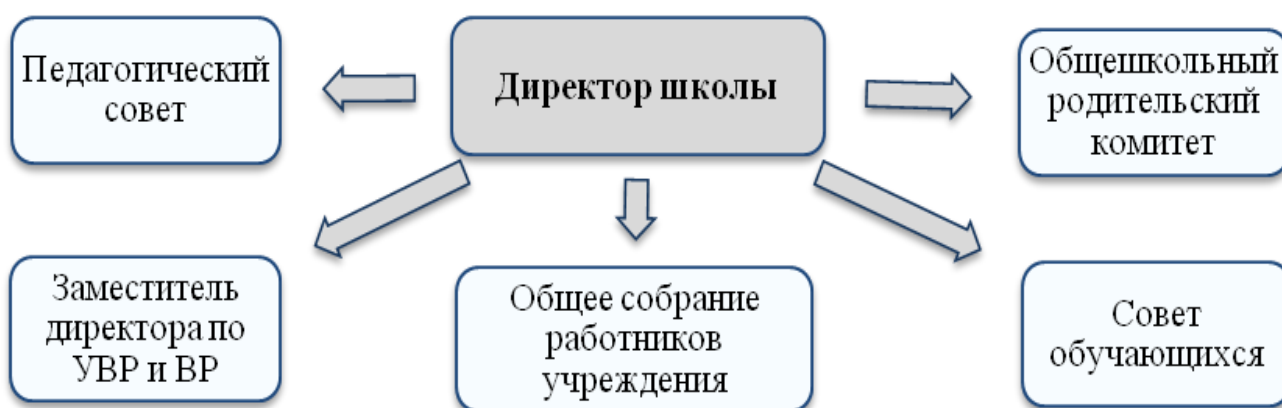 Педагогический
совет
Директор школы
Общешкольный
родительский
комитет
Заместитель
директора по
УВР и ВР
Общее собрание
работников
учреждения
Совет
обучающихся